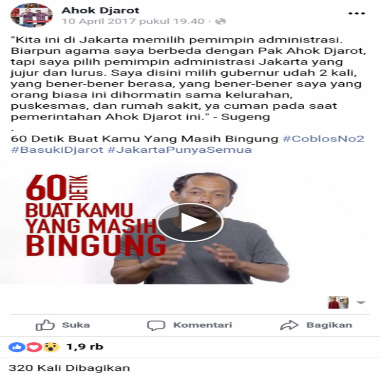 Ahok Djarot
10 April 2017 pukul 19.40 ·
"Kita ini di Jakarta memilih pemimpin administrasi.
Biarpun agama saya berbeda dengan Pak Ahok Djarot,
tapi saya pilih pemimpin administrasi Jakarta yang
jujur dan lurus. Saya disini milih gubernur udah 2 kali,
yang bener-bener berasa, yang bener-bener saya yang
orang biasa ini dihormatin sama kelurahan,
puskesmas, dan rumah sakit, ya cuman pada saat
pemerintahan Ahok Djarot ini." - Sugeng
.
60 Detik Buat Kamu Yang Masih Bingung #CoblosNo2
#BasukiDjarot #JakartaPunyaSemua
60 DETIK
BUAT KAMU
YANG MASIH
BINGUNG
Suka Komentari Bagikan
1,9 rb
320 Kali Dibagikan